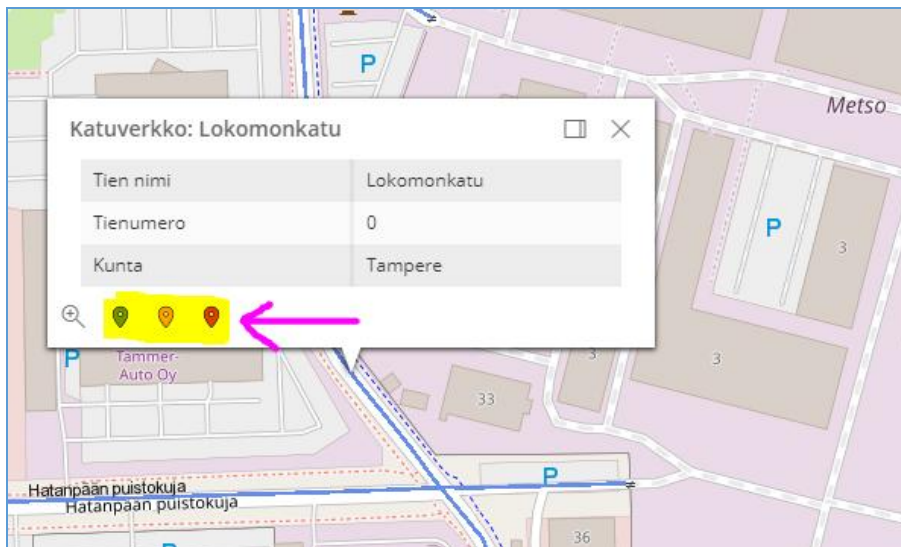 P
Metso
Katuverkko: Lokomonkatu
Tien nimi Lokomonkatu
Tienumero 0
Kunta Tampere
P
3
P
Tammer-
Auto Oy
3
3
33
P
Hatanpään puistokuja
Hatanpään puistokuja
36
P